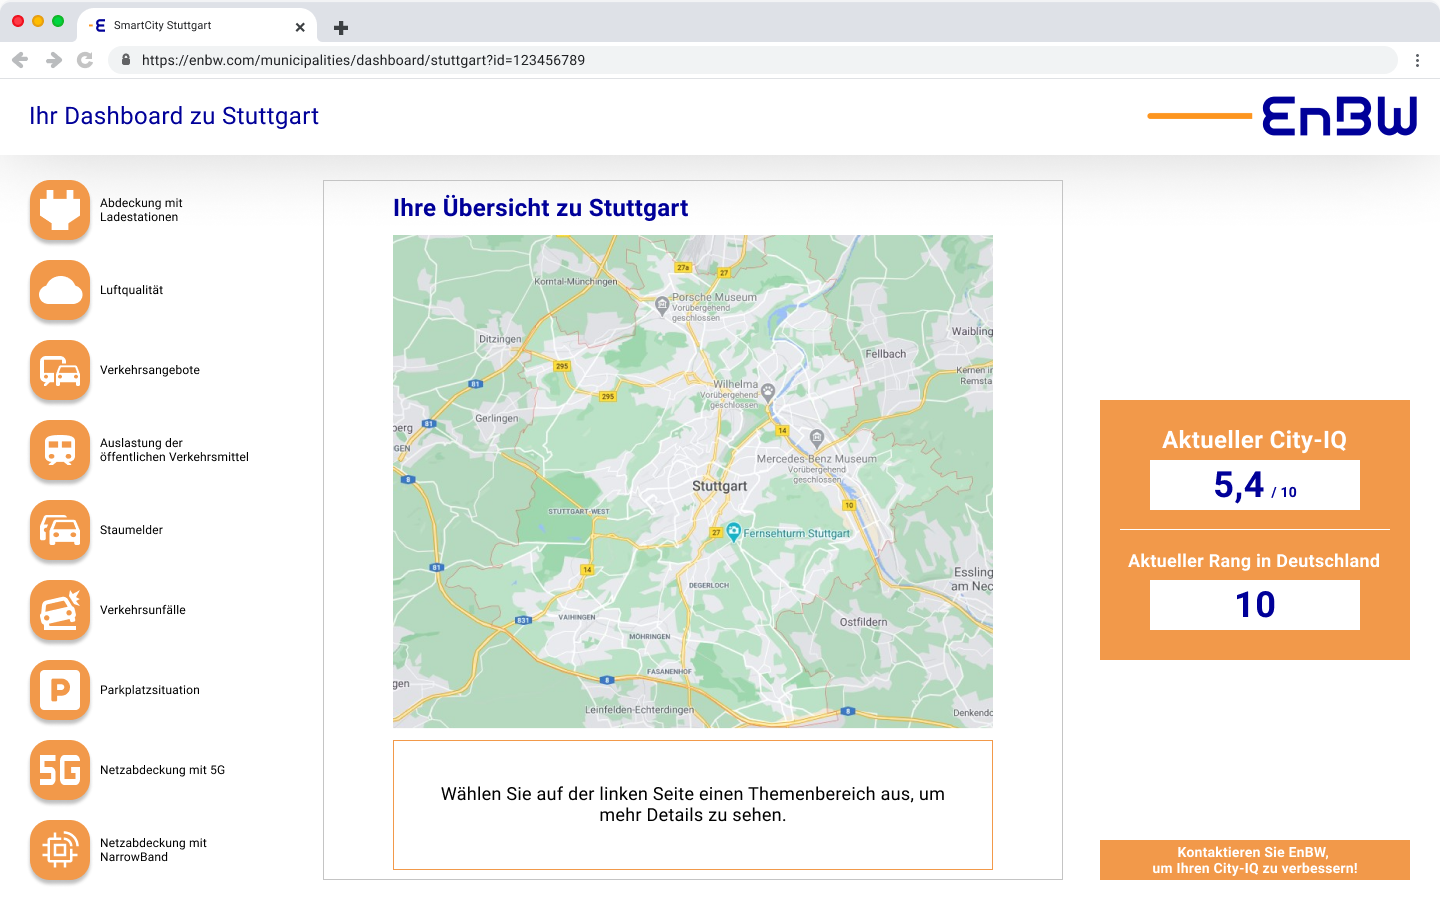 SmartCity Stuttgart
https://enbw.com/municipalities/dashboard/stuttgart?id=123456789
Ihr Dashboard zu Stuttgart
EnBW
Abdeckung mit
Ladestationen
Luftqualität
Verkehrsangebote
Auslastung der
öffentlichen Verkehrsmittel
Staumelder
Verkehrsunfälle
P
Parkplatzsituation
5G
Netzabdeckung mit 5G
Netzabdeckung mit
NarrowBand
Ihre Übersicht zu Stuttgart
27a
27
Korntal-Münchingen
Porsche Museum
Vorübergehend
geschlossen
Ditzingen
Waibling
Fellbach
295
Kernen i
Remsta
81
Wilhelma
Vorübergehend
geschlossen
295
Gerlingen
81
berg
14
GEN
Mercedes-Benz Museum
Vorübergehend
geschlossen
8
Stuttgart
10
STUTTGART-WEST
27
Fernsehturm Stuttgart
81
14
Essling
am Nec
DEGERLOCH
831
VAIHINGEN
Ostfildern
MÖHRINGEN
FASANENHOF
gen
8
Leinfelden-Echterdingen
8
Denkendo
Wählen Sie auf der linken Seite einen Themenbereich aus, um
mehr Details zu sehen.
Aktueller City-IQ
5,4 / 10
Aktueller Rang in Deutschland
10
Kontaktieren Sie EnBW,
um Ihren City-IQ zu verbessern!